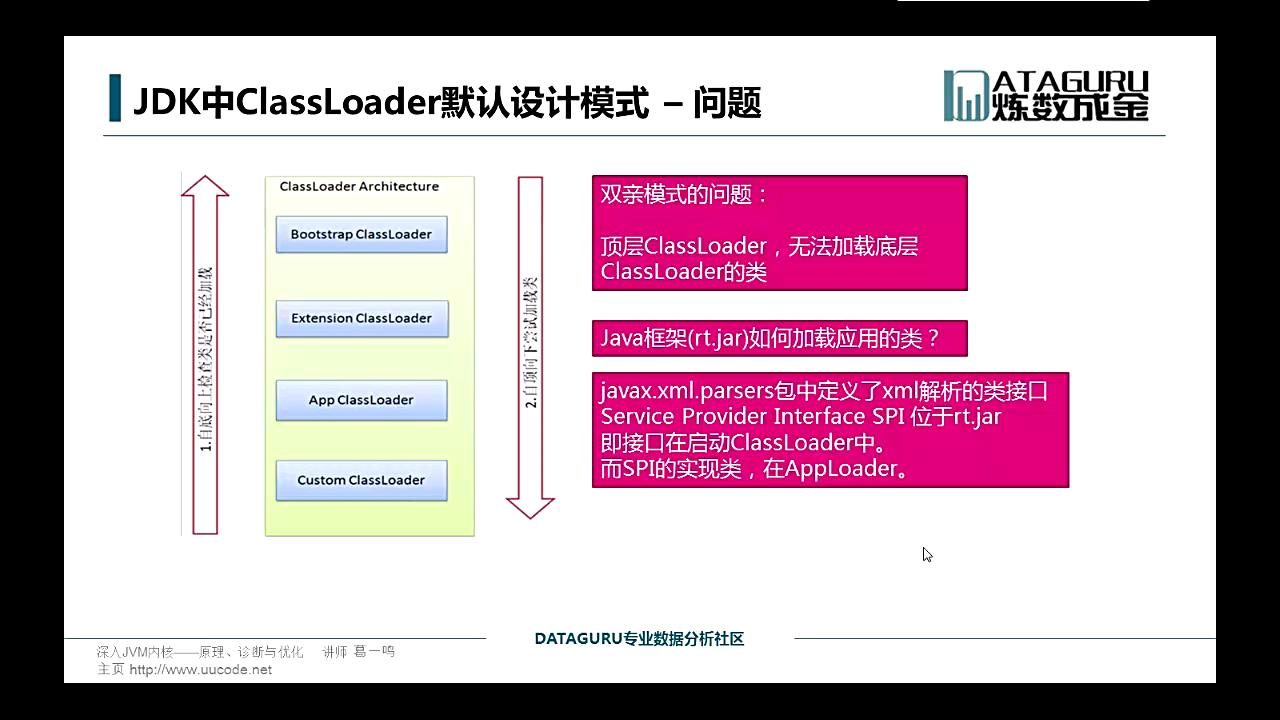 JDK中ClassLoader默认设计模式 – 问题
DATAGURU
炼数成金
1.自底向上检查类是否已经加载
ClassLoader Architecture
Bootstrap ClassLoader
Extension ClassLoader
App ClassLoader
Custom ClassLoader
2.自顶向下尝试加载类
双亲模式的问题：
顶层ClassLoader，无法加载底层
ClassLoader的类
Java框架(rt.jar)如何加载应用的类？
javax.xml.parsers包中定义了xml解析的类接口
Service Provider Interface SPI 位于rt.jar
即接口在启动ClassLoader中。
而SPI的实现类，在AppLoader。
DATAGURU专业数据分析社区
深入JVM内核——原理、诊断与优化 讲师 葛一鸣
主页 http://www.uucode.net